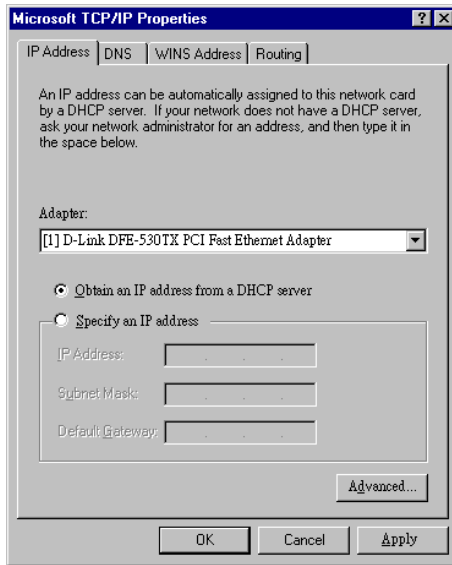 Microsoft TCP/IP Properties
IP Address DNS WINS Address Routing
An IP address can be automatically assigned to this network card
by a DHCP server. If your network does not have a DHCP server,
ask your network administrator for an address, and then type it in
the space below.
Adapter:
[1] D-Link DFE-530TX PCI Fast Ethernet Adapter
Obtain an IP address from a DHCP server
Specify an IP address
IP Address:
Subnet Mask:
Default Gateway:
Advanced...
OK Cancel Apply